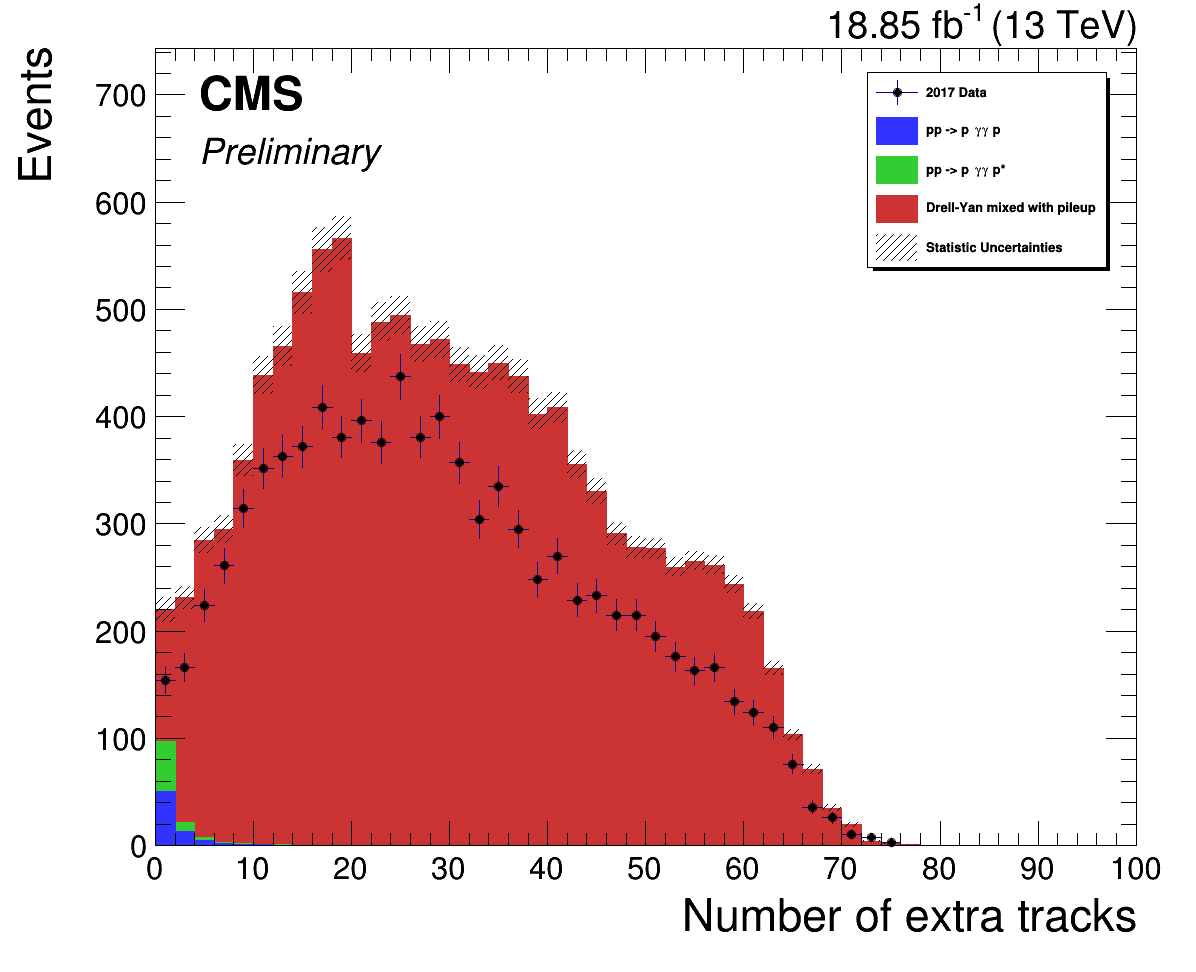 18.85 fb⁻¹ (13 TeV)
Events
CMS
Preliminary
2017 Data
pp -> p γγ p
pp -> p γγ p*
Drell-Yan mixed with pileup
Statistic Uncertainties
700
600
500
400
300
200
100
0
0 10 20 30 40 50 60 70 80 90 100
Number of extra tracks